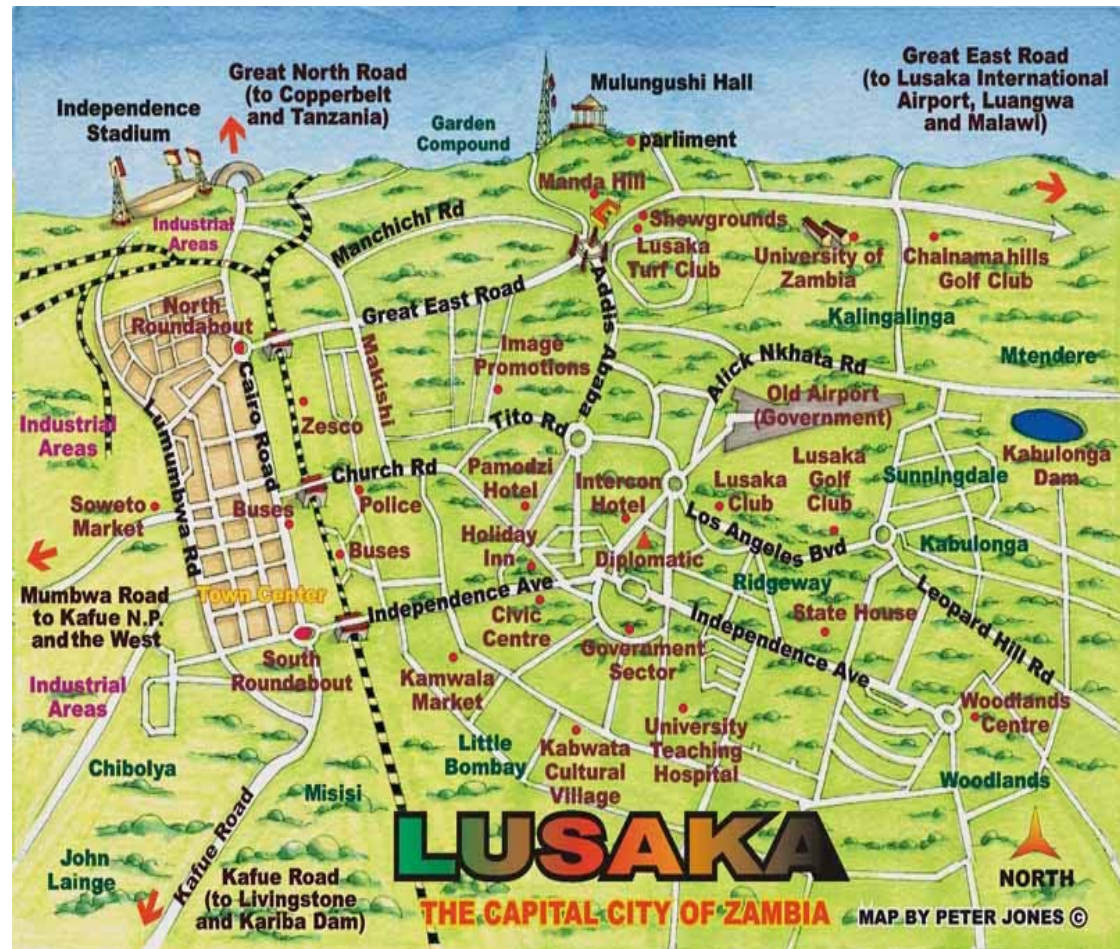 Great North Road
(to Copperbelt
and Tanzania)
Independence
Stadium
Garden
Compound
Mulungushi Hall
parliment
Great East Road
(to Lusaka International
Airport, Luangwa
and Malawi)
Industrial
Areas
Manchichi Rd
Manda Hill
Showgrounds
Lusaka
Turf Club
University of
Zambia
Chainamahills
Golf Club
North
Roundabout
Great East Road
Addis Ababa
Kalingalinga
Mtendere
Makishi
Image
Promotions
Alick Nkhata Rd
Old Airport
(Government)
Industrial
Areas
Lumumbwa Rd
Cairo Road
Zesco
Tito Rd
Kabulonga
Dam
Church Rd
Pamodzi
Hotel
Intercon
Hotel
Lusaka
Club
Lusaka
Golf
Club
Sunningdale
Soweto
Market
Buses
Police
Los Angeles Blvd
Kabulonga
Buses
Holiday
Inn
Diplomatic
Ridgeway
Leopard Hill Rd
Mumbwa Road
to Kafue N.P.
and the West
Town Center
Independence Ave
Civic
Centre
Independence Ave
State House
Government
Sector
South
Roundabout
Kamwala
Market
Industrial
Areas
Woodlands
Centre
University
Teaching
Hospital
Little
Bombay
Kabwata
Cultural
Village
Chibolya
Misisi
Woodlands
Kafue Road
John
Lainge
Kafue Road
(to Livingstone
and Kariba Dam)
LUSAKA
THE CAPITAL CITY OF ZAMBIA
NORTH
MAP BY PETER JONES ©